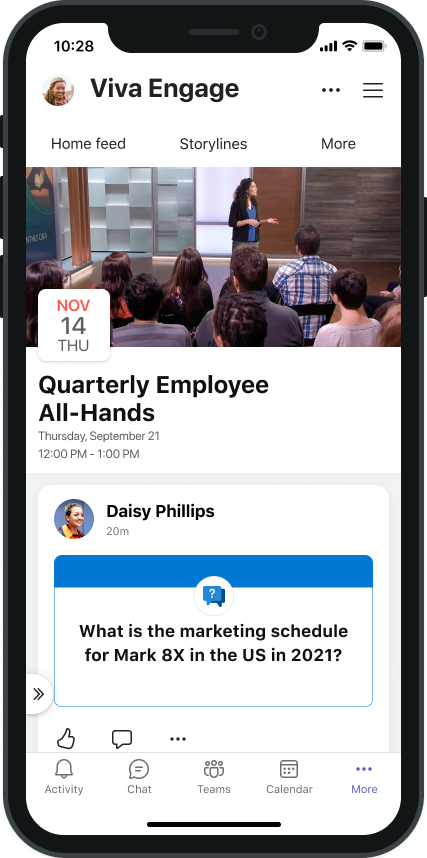 10:28
Viva Engage
Home feed
Storylines
More
NOV
14
THU
Quarterly Employee
All-Hands
Thursday, September 21
12:00 PM - 1:00 PM
Daisy Phillips
20m
?
What is the marketing schedule
for Mark 8X in the US in 2021?
Activity
Chat
Teams
Calendar
More